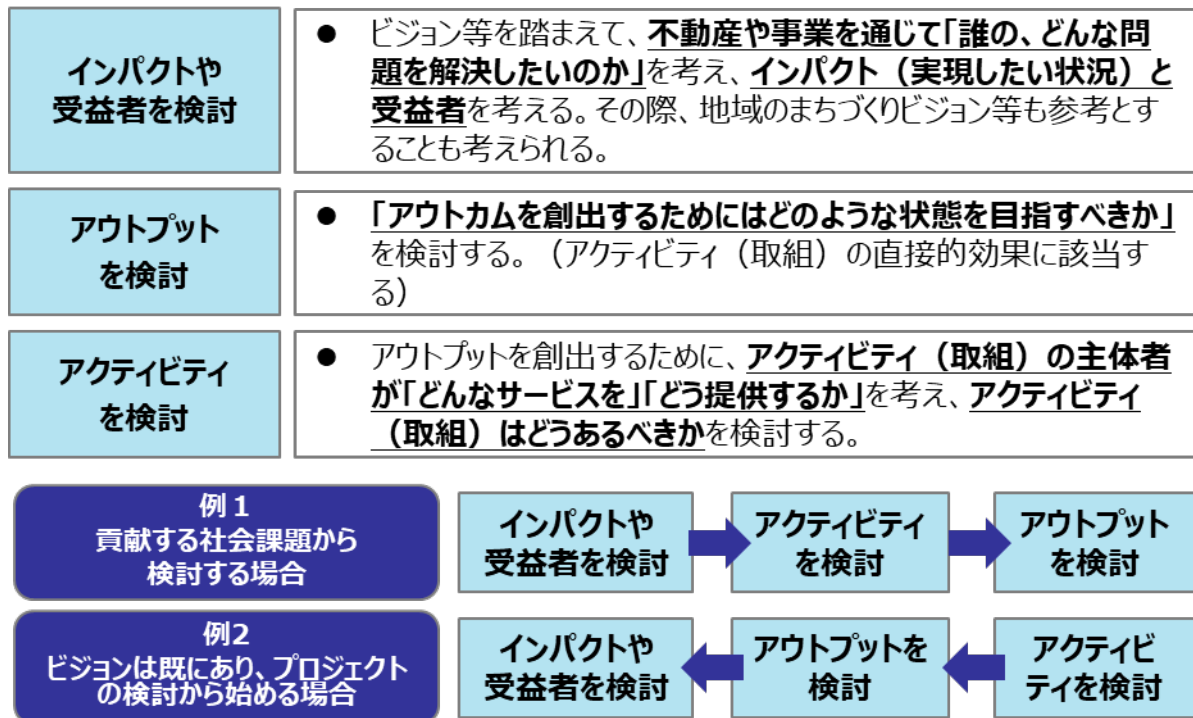 インパクトや
受益者を検討
● ビジョン等を踏まえて、不動産や事業を通じて「誰の、どんな問
題を解決したいのか」を考え、インパクト（実現したい状況）と
受益者を考える。その際、地域のまちづくりビジョン等も参考とす
ることも考えられる。
アウトプット
を検討
● 「アウトカムを創出するためにはどのような状態を目指すべきか」
を検討する。（アクティビティ（取組）の直接的効果に該当す
る）
アクティビティ
を検討
● アウトプットを創出するために、アクティビティ（取組）の主体者
が「どんなサービスを」「どう提供するか」を考え、アクティビティ
（取組）はどうあるべきかを検討する。
例１
貢献する社会課題から
検討する場合
インパクトや
受益者を検討
アクティビティ
を検討
アウトプット
を検討
例2
ビジョンは既にあり、プロジェクト
の検討から始める場合
インパクトや
受益者を検討
アウトプットを
検討
アクティビ
ティを検討